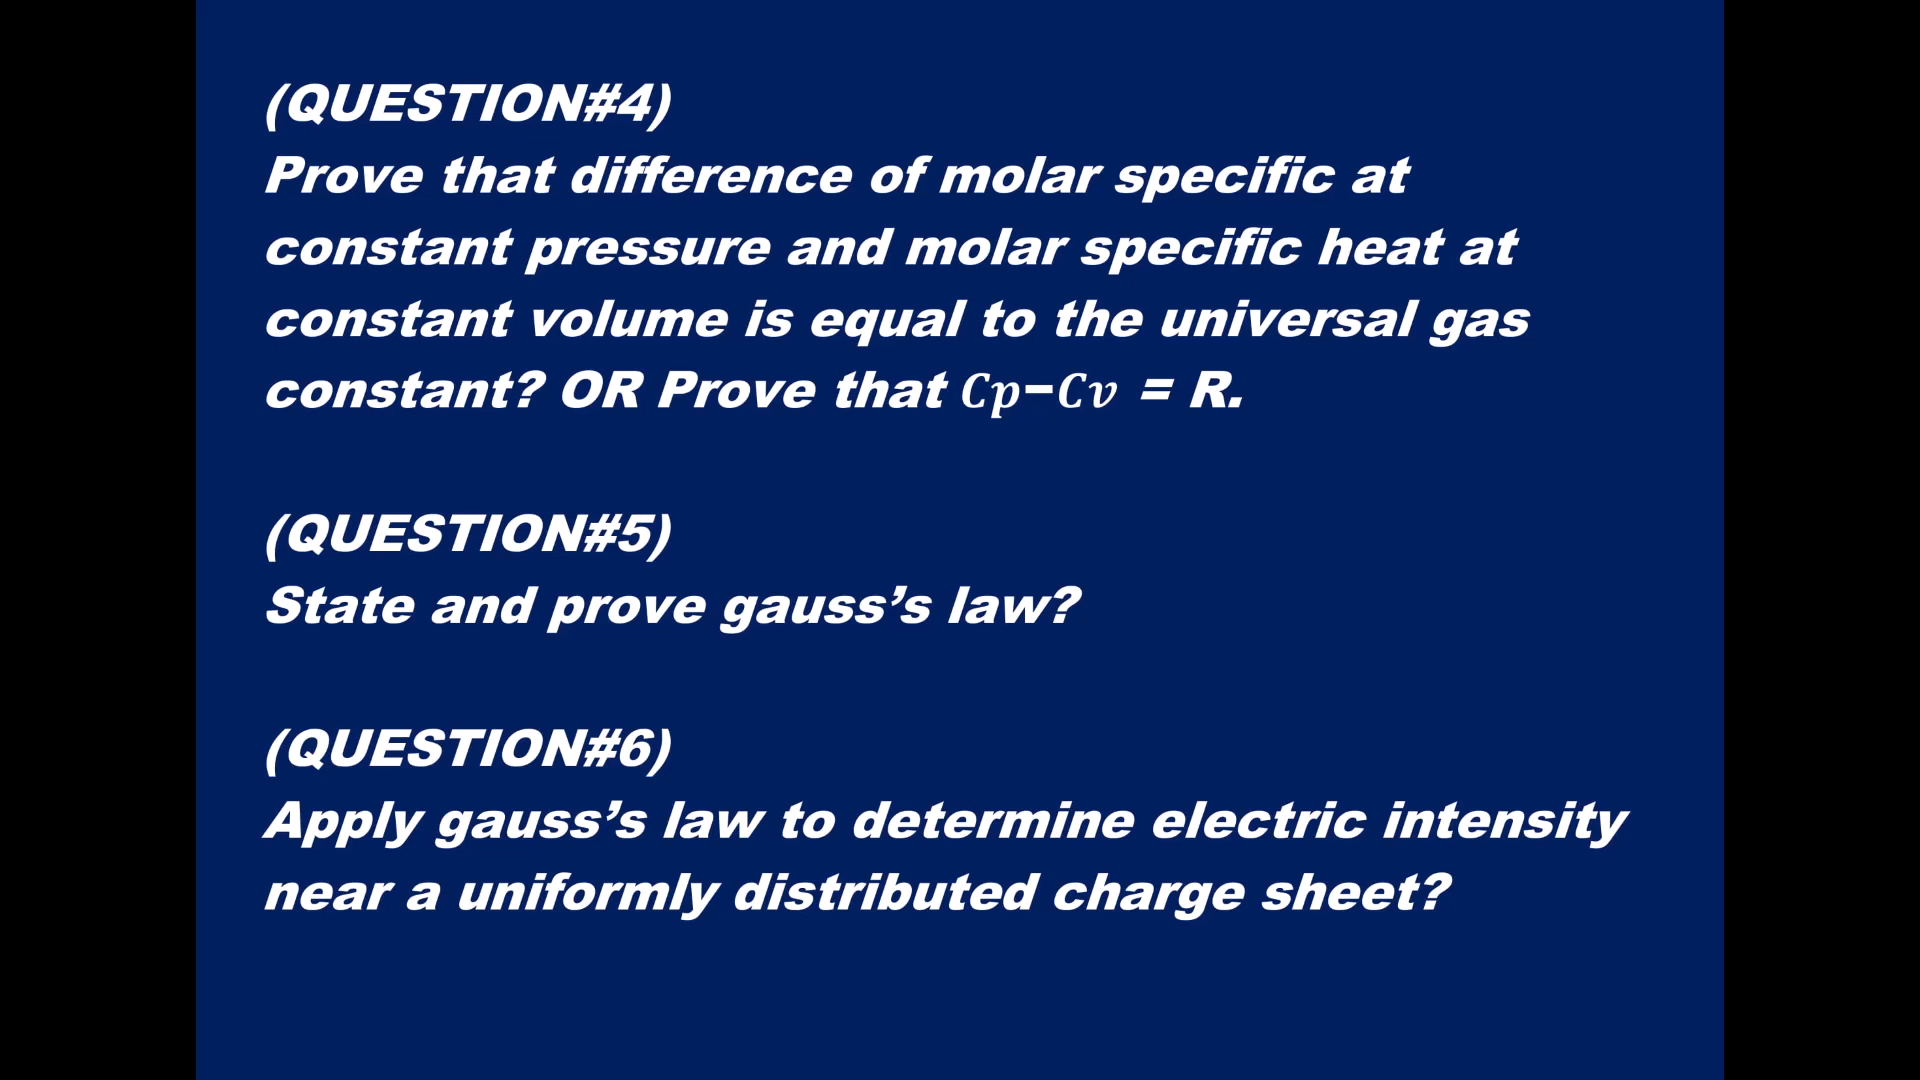 (QUESTION#4)
Prove that difference of molar specific at
constant pressure and molar specific heat at
constant volume is equal to the universal gas
constant? OR Prove that 𝐶𝑝−𝐶𝑣 = R.
(QUESTION#5)
State and prove gauss’s law?
(QUESTION#6)
Apply gauss’s law to determine electric intensity
near a uniformly distributed charge sheet?